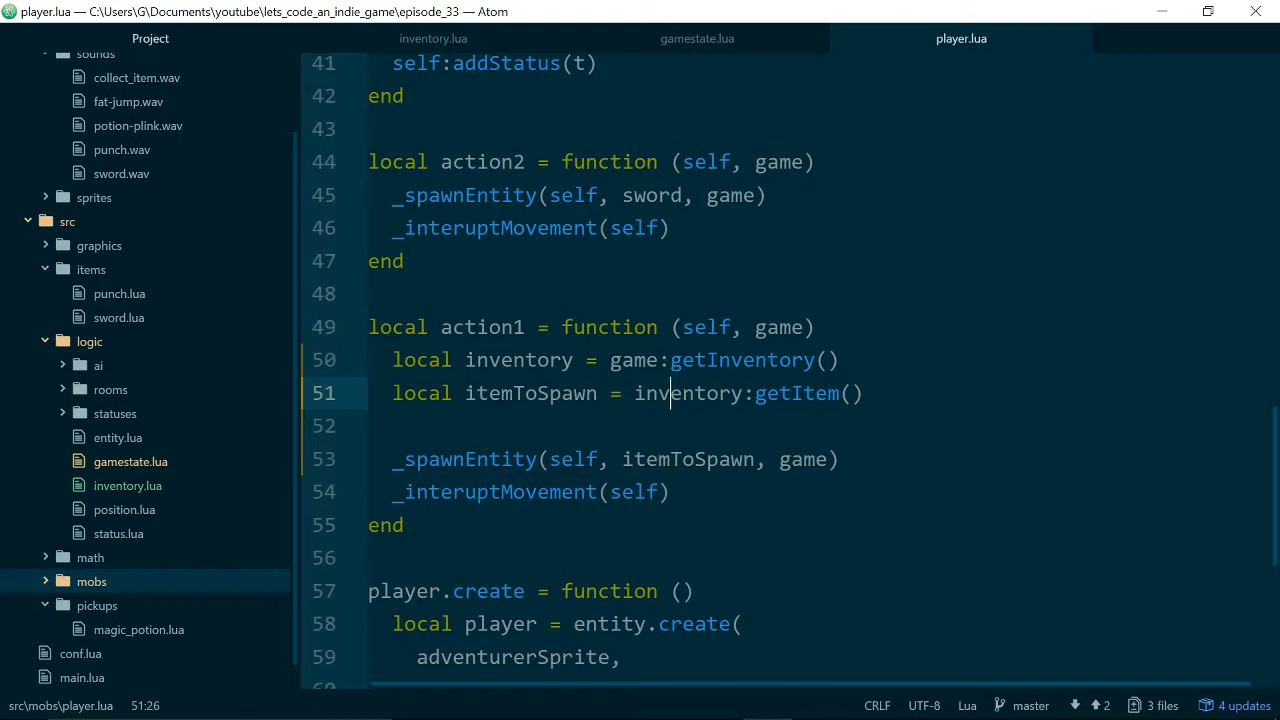 player.lua — C:\Users\G\Documents\youtube\lets_code_an_indie_game\episode_33 — Atom
Project
inventory.lua
gamestate.lua
player.lua
sounds
collect_item.wav
fat-jump.wav
potion-plink.wav
punch.wav
sword.wav
sprites
src
graphics
items
punch.lua
sword.lua
logic
ai
rooms
statuses
entity.lua
gamestate.lua
inventory.lua
position.lua
status.lua
math
mobs
pickups
magic_potion.lua
conf.lua
main.lua
41 self:addStatus(t)
42 end
43
44 local action2 = function (self, game)
45 _spawnEntity(self, sword, game)
46 _interuptMovement(self)
47 end
48
49 local action1 = function (self, game)
50 local inventory = game:getInventory()
51 local itemToSpawn = inventory:getItem()
52
53 _spawnEntity(self, itemToSpawn, game)
54 _interuptMovement(self)
55 end
56
57 player.create = function ()
58 local player = entity.create(
59 adventurerSprite,
60
src\mobs\player.lua 51:26 CRLF UTF-8 Lua master 2 3 files 4 updates